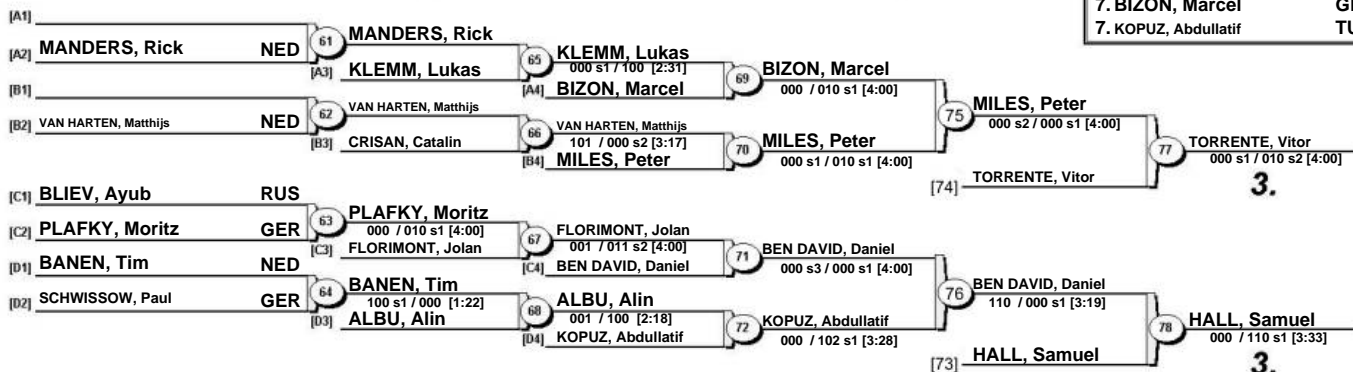 7. BIZON, Marcel
7. KOPUZ, Abdullatif
[A1]
[A2] MANDERS, Rick NED
61
MANDERS, Rick
[A3] KLEMM, Lukas
65
KLEMM, Lukas
000 s1 / 100 [2:31]
[A4] BIZON, Marcel
69
BIZON, Marcel
000 / 010 s1 [4:00]
[B1]
[B2] VAN HARTEN, Matthijs NED
62
VAN HARTEN, Matthijs
[B3] CRISAN, Catalin
66
VAN HARTEN, Matthijs
101 / 000 s2 [3:17]
[B4] MILES, Peter
70
MILES, Peter
000 s1 / 010 s1 [4:00]
75
MILES, Peter
000 s2 / 000 s1 [4:00]
[74] TORRENTE, Vitor
77
TORRENTE, Vitor
000 s1 / 010 s2 [4:00]
3.
[C1] BLIEV, Ayub RUS
[C2] PLAFKY, Moritz GER
63
PLAFKY, Moritz
000 / 010 s1 [4:00]
[C3] FLORIMONT, Jolan
67
FLORIMONT, Jolan
001 / 011 s2 [4:00]
[C4] BEN DAVID, Daniel
71
BEN DAVID, Daniel
000 s3 / 000 s1 [4:00]
[D1] BANEN, Tim NED
[D2] SCHWISSOW, Paul GER
64
BANEN, Tim
100 s1 / 000 [1:22]
[D3] ALBU, Alin
68
ALBU, Alin
001 / 100 [2:18]
[D4] KOPUZ, Abdullatif
72
KOPUZ, Abdullatif
000 / 102 s1 [3:28]
76
BEN DAVID, Daniel
110 / 000 s1 [3:19]
[73] HALL, Samuel
78
HALL, Samuel
000 / 110 s1 [3:33]
3.